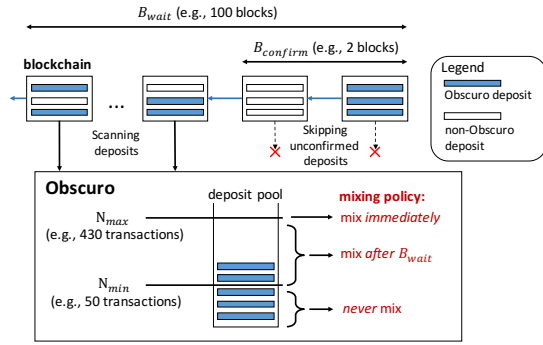 B_wait (e.g., 100 blocks)
B_confirm (e.g., 2 blocks)
blockchain
...
Scanning
deposits
Skipping
unconfirmed
deposits
Legend
Obscuro deposit
non-Obscuro
deposit
Obscuro
deposit pool
mixing policy:
N_max
(e.g., 430 transactions)
mix immediately
mix after B_wait
N_min
(e.g., 50 transactions)
never mix